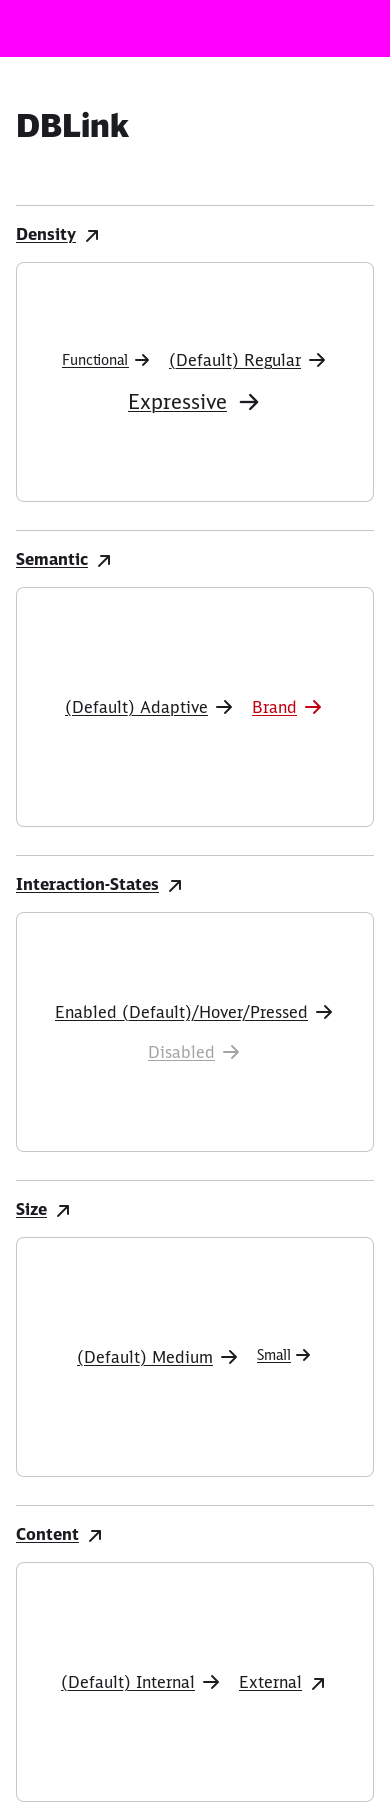 DBLink
Density
Functional (Default) Regular
Expressive
Semantic
(Default) Adaptive Brand
Interaction-States
Enabled (Default)/Hover/Pressed
Disabled
Size
(Default) Medium Small
Content
(Default) Internal External